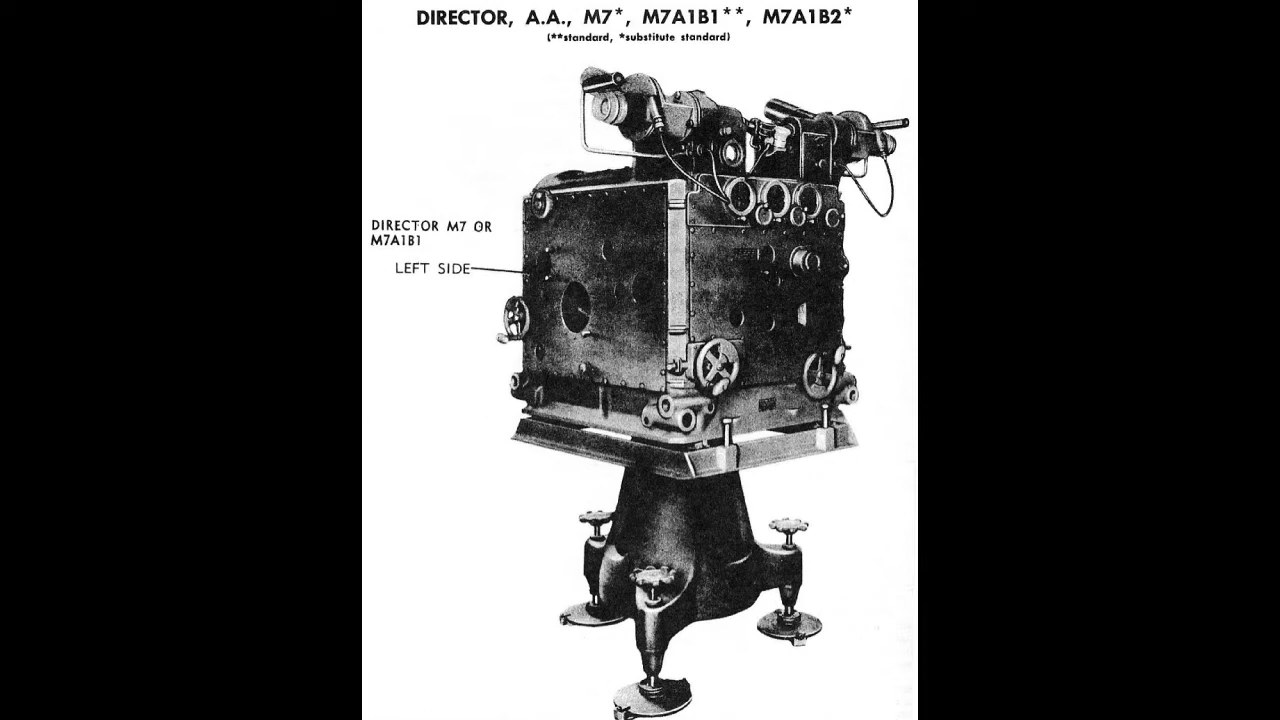 DIRECTOR, A.A., M7*, M7A1B1**, M7A1B2*
(**standard, *substitute standard)
DIRECTOR M7 OR
M7A1B1
LEFT SIDE